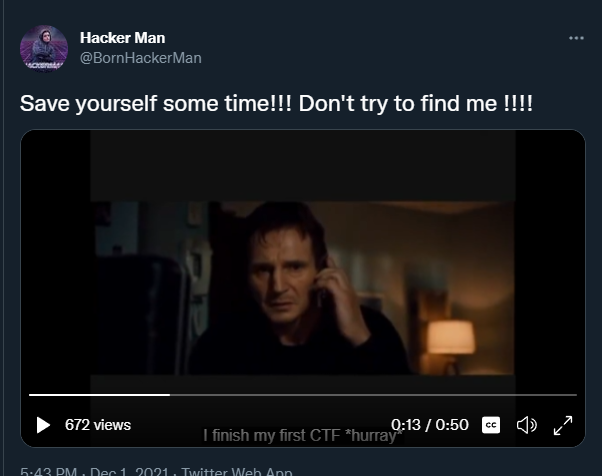 Hacker Man
@BornHackerMan
Save yourself some time!!! Don't try to find me !!!!
I finish my first CTF *hurray*
672 views
0:13 / 0:50
CC
5:43 PM · Dec 1, 2021 · Twitter Web App